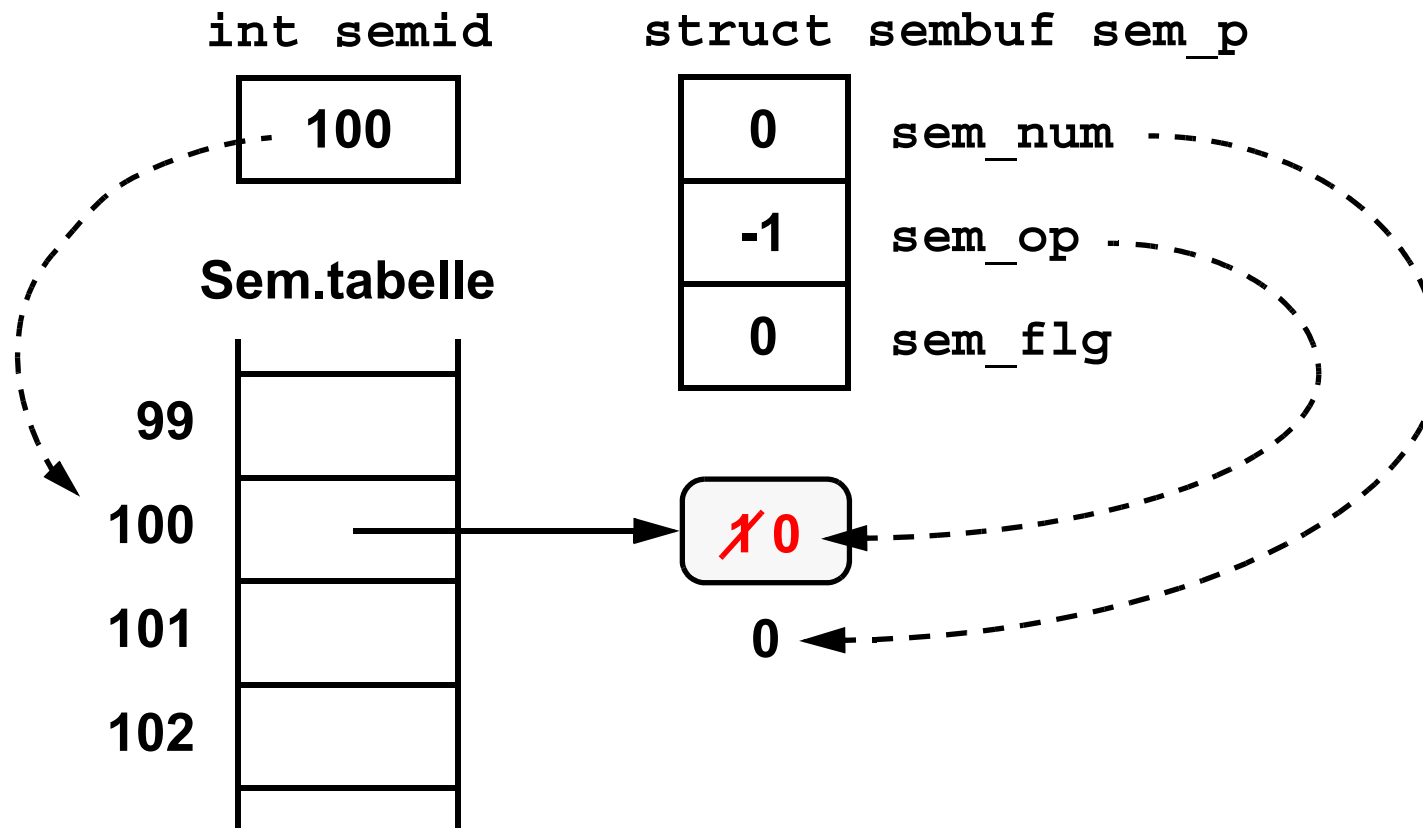 int semid struct sembuf sem_p
100 0 sem_num
-1 sem_op
Sem.tabelle
0 sem_flg
99
100 1 0
101 0
102